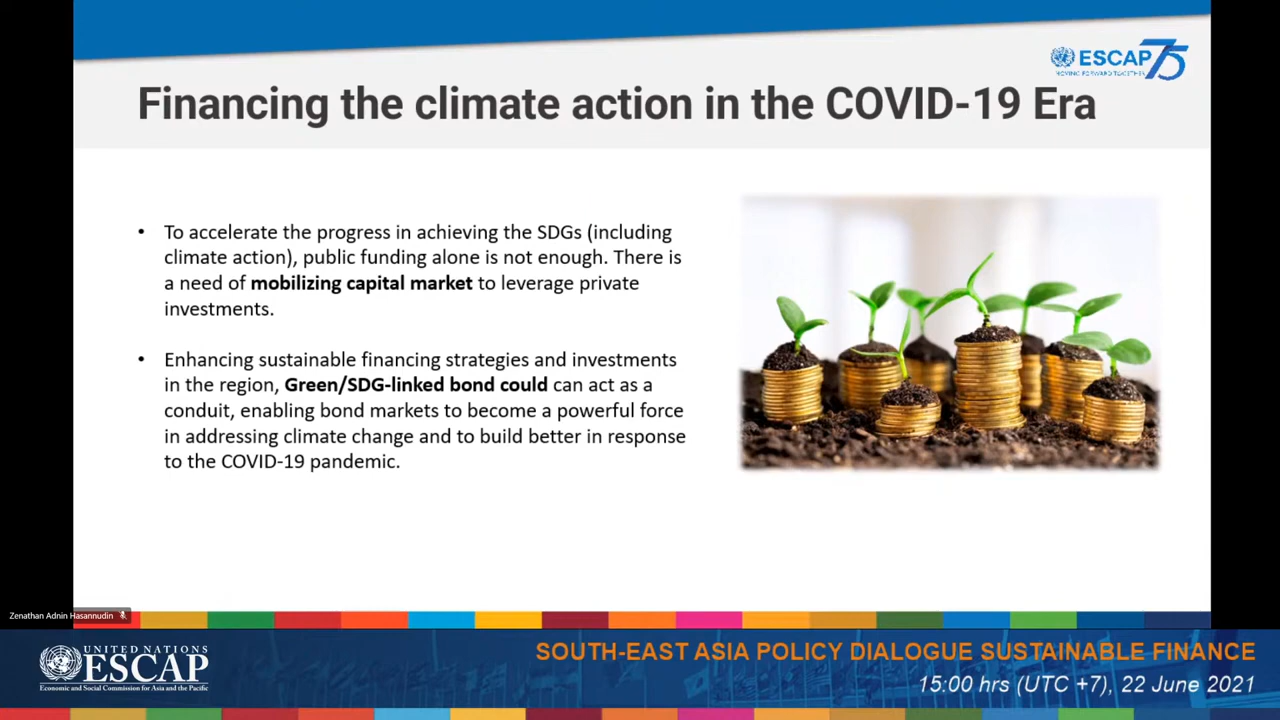 ESCAP 75
MOVING FORWARD TOGETHER
Financing the climate action in the COVID-19 Era
• To accelerate the progress in achieving the SDGs (including
climate action), public funding alone is not enough. There is
a need of mobilizing capital market to leverage private
investments.
• Enhancing sustainable financing strategies and investments
in the region, Green/SDG-linked bond could can act as a
conduit, enabling bond markets to become a powerful force
in addressing climate change and to build better in response
to the COVID-19 pandemic.
Zenathan Adnin Hasannudin
UNITED NATIONS
ESCAP
Economic and Social Commission for Asia and the Pacific
SOUTH-EAST ASIA POLICY DIALOGUE SUSTAINABLE FINANCE
15:00 hrs (UTC +7), 22 June 2021